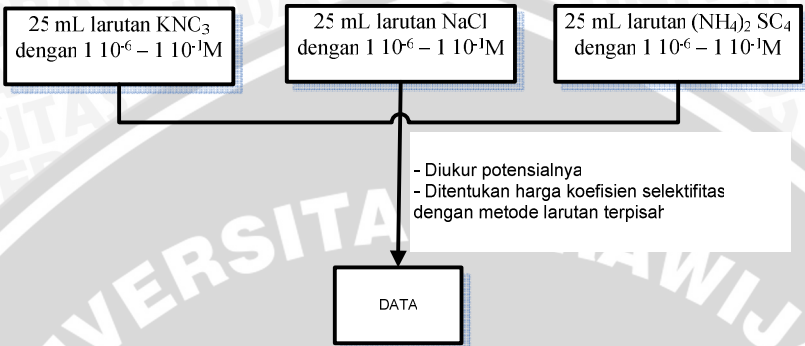 25 mL larutan KNC3
dengan 1 10-6 – 1 10-1M
25 mL larutan NaCl
dengan 1 10-6 – 1 10-1M
25 mL larutan (NH4)2 SC4
dengan 1 10-6 – 1 10-1M
- Diukur potensialnya
- Ditentukan harga koefisien selektifitas
dengan metode larutan terpisah
DATA